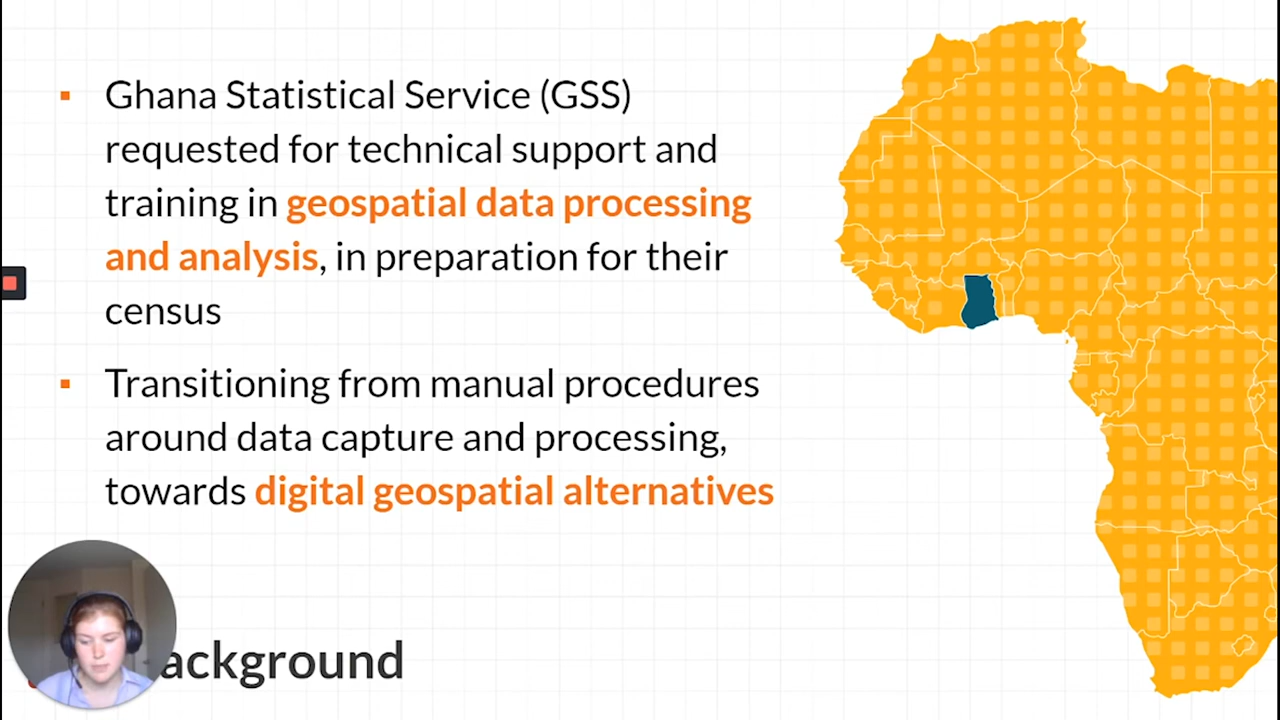 Ghana Statistical Service (GSS)
requested for technical support and
training in geospatial data processing
and analysis, in preparation for their
census
Transitioning from manual procedures
around data capture and processing,
towards digital geospatial alternatives
ackground